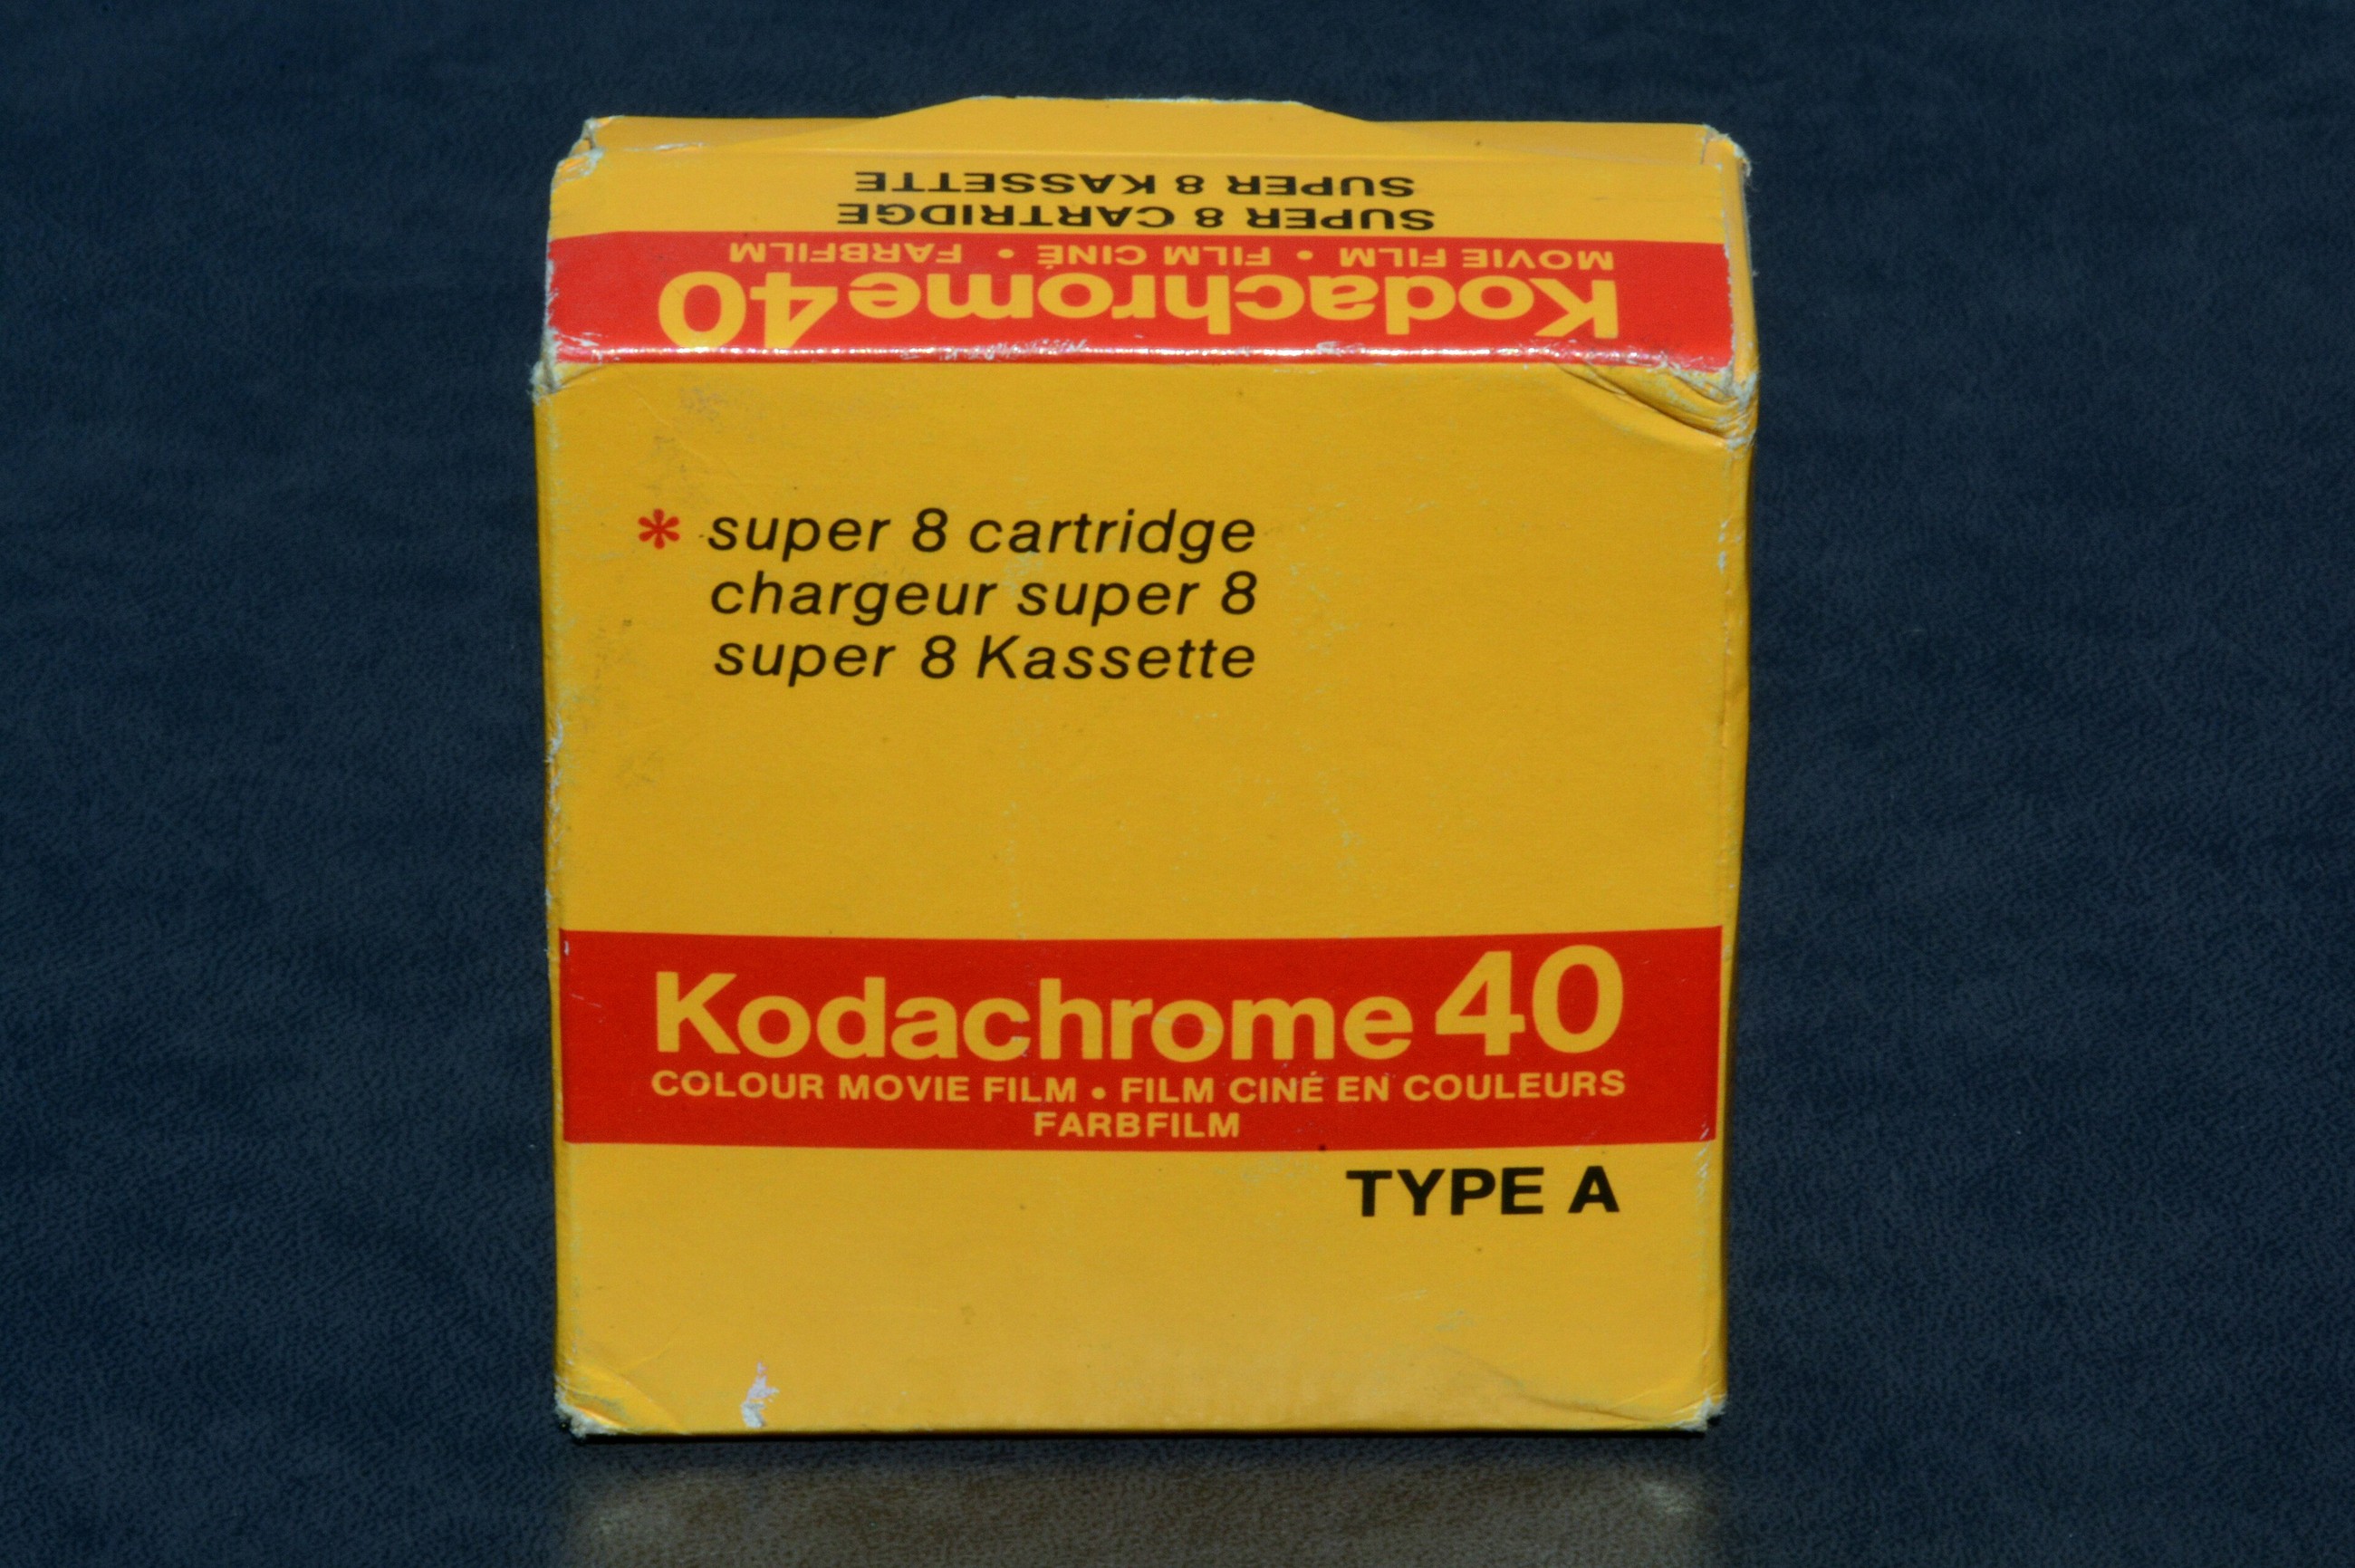 SUPER 8 KASSETTE
SUPER 8 CARTRIDGE
MOVIE FILM • FILM CINÉ • FARBFILM
Kodachrome 40
* super 8 cartridge
chargeur super 8
super 8 Kassette
Kodachrome 40
COLOUR MOVIE FILM • FILM CINÉ EN COULEURS
FARBFILM
TYPE A